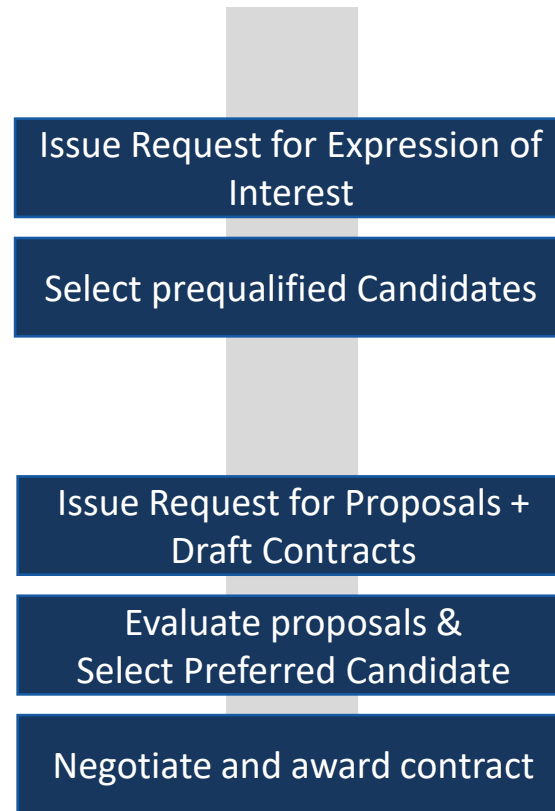 Issue Request for Expression of
Interest
Select prequalified Candidates
Issue Request for Proposals +
Draft Contracts
Evaluate proposals &
Select Preferred Candidate
Negotiate and award contract